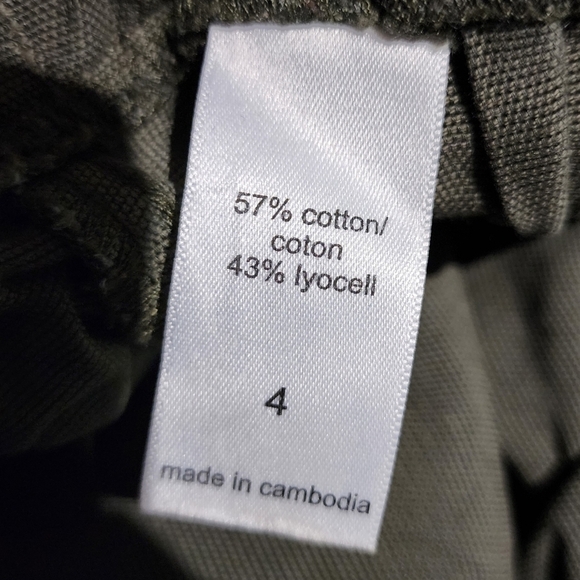 57% cotton/
coton
43% lyocell
4
made in cambodia